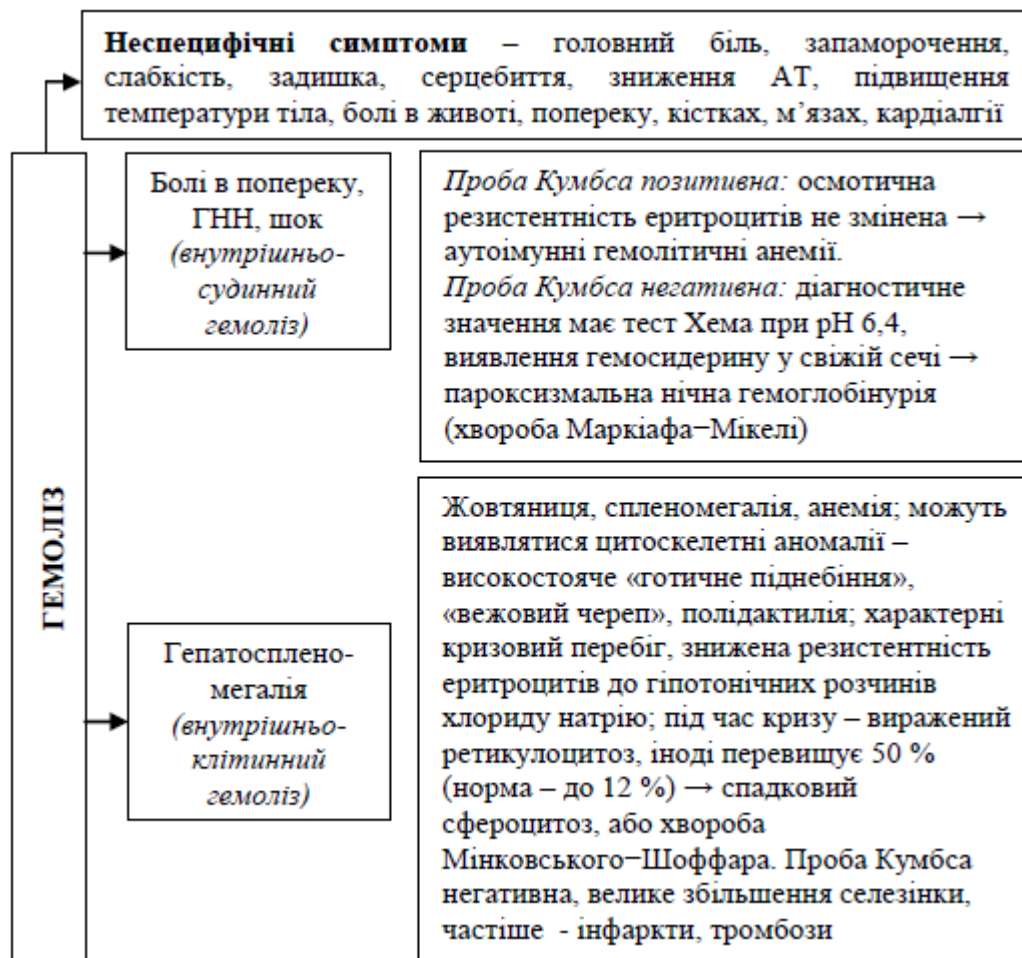 Неспецифічні симптоми – головний біль, запаморочення,
слабкість, задишка, серцебиття, зниження АТ, підвищення
температури тіла, болі в животі, попереку, кістках, м’язах, кардіалгії
ГЕМОЛІЗ
Болі в попереку,
ГНН, шок
(внутрішньо-
судинний
гемоліз)
Проба Кумбса позитивна: осмотична
резистентність еритроцитів не змінена →
аутоімунні гемолітичні анемії.
Проба Кумбса негативна: діагностичне
значення має тест Хема при рН 6,4,
виявлення гемосидерину у свіжій сечі →
пароксизмальна нічна гемоглобінурія
(хвороба Маркіафа−Мікелі)
Гепатоспленo-
мегалія
(внутрішньо-
клітинний
гемоліз)
Жовтяниця, спленомегалія, анемія; можуть
виявлятися цитоскелетні аномалії –
високостояче «готичне піднебіння»,
«вежовий череп», полідактилія; характерні
кризовий перебіг, знижена резистентність
еритроцитів до гіпотонічних розчинів
хлориду натрію; під час кризу – виражений
ретикулоцитоз, іноді перевищує 50 %
(норма – до 12 %) → спадковий
сфероцитоз, або хвороба
Мінковського−Шоффара. Проба Кумбса
негативна, велике збільшення селезінки,
частіше - інфаркти, тромбози